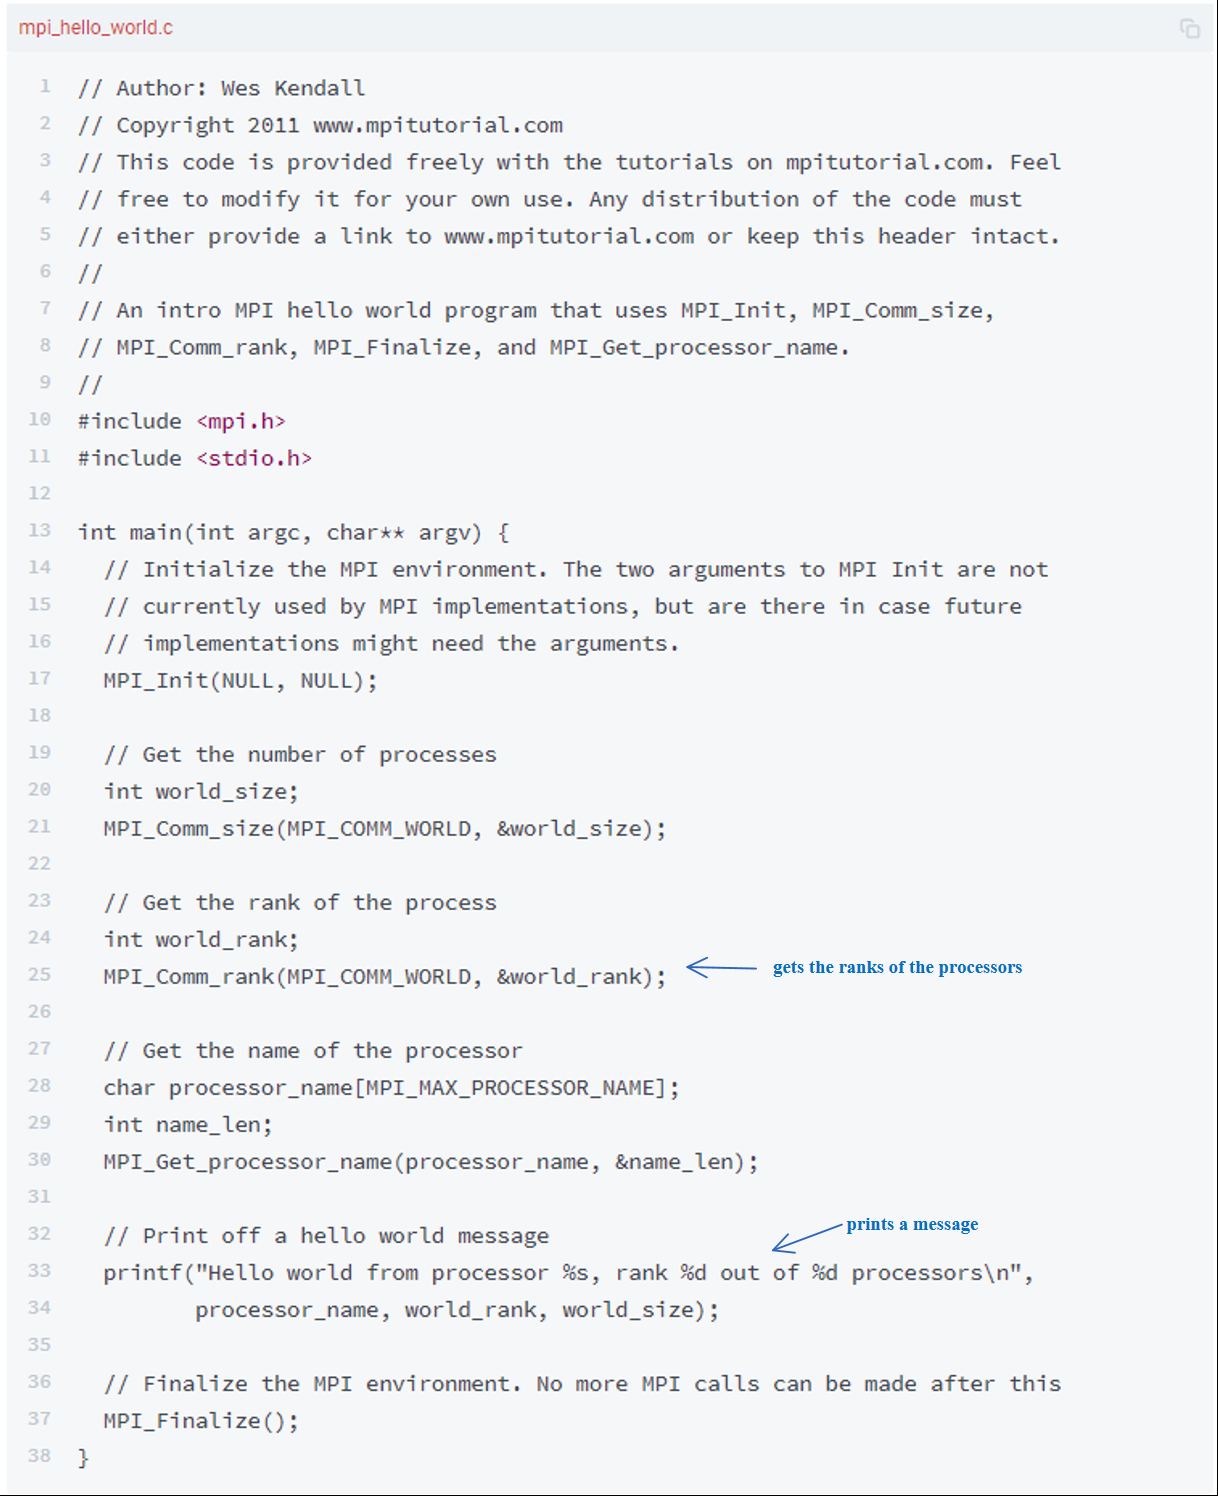 mpi_hello_world.c
1 // Author: Wes Kendall
2 // Copyright 2011 www.mpitutorial.com
3 // This code is provided freely with the tutorials on mpitutorial.com. Feel
4 // free to modify it for your own use. Any distribution of the code must
5 // either provide a link to www.mpitutorial.com or keep this header intact.
6 //
7 // An intro MPI hello world program that uses MPI_Init, MPI_Comm_size,
8 // MPI_Comm_rank, MPI_Finalize, and MPI_Get_processor_name.
9 //
10 #include <mpi.h>
11 #include <stdio.h>
12
13 int main(int argc, char** argv) {
14   // Initialize the MPI environment. The two arguments to MPI Init are not
15   // currently used by MPI implementations, but are there in case future
16   // implementations might need the arguments.
17   MPI_Init(NULL, NULL);
18
19   // Get the number of processes
20   int world_size;
21   MPI_Comm_size(MPI_COMM_WORLD, &world_size);
22
23   // Get the rank of the process
24   int world_rank;
25   MPI_Comm_rank(MPI_COMM_WORLD, &world_rank); gets the ranks of the processors
26
27   // Get the name of the processor
28   char processor_name[MPI_MAX_PROCESSOR_NAME];
29   int name_len;
30   MPI_Get_processor_name(processor_name, &name_len);
31
prints a message
32   // Print off a hello world message
33   printf("Hello world from processor %s, rank %d out of %d processors\n",
34          processor_name, world_rank, world_size);
35
36   // Finalize the MPI environment. No more MPI calls can be made after this
37   MPI_Finalize();
38 }